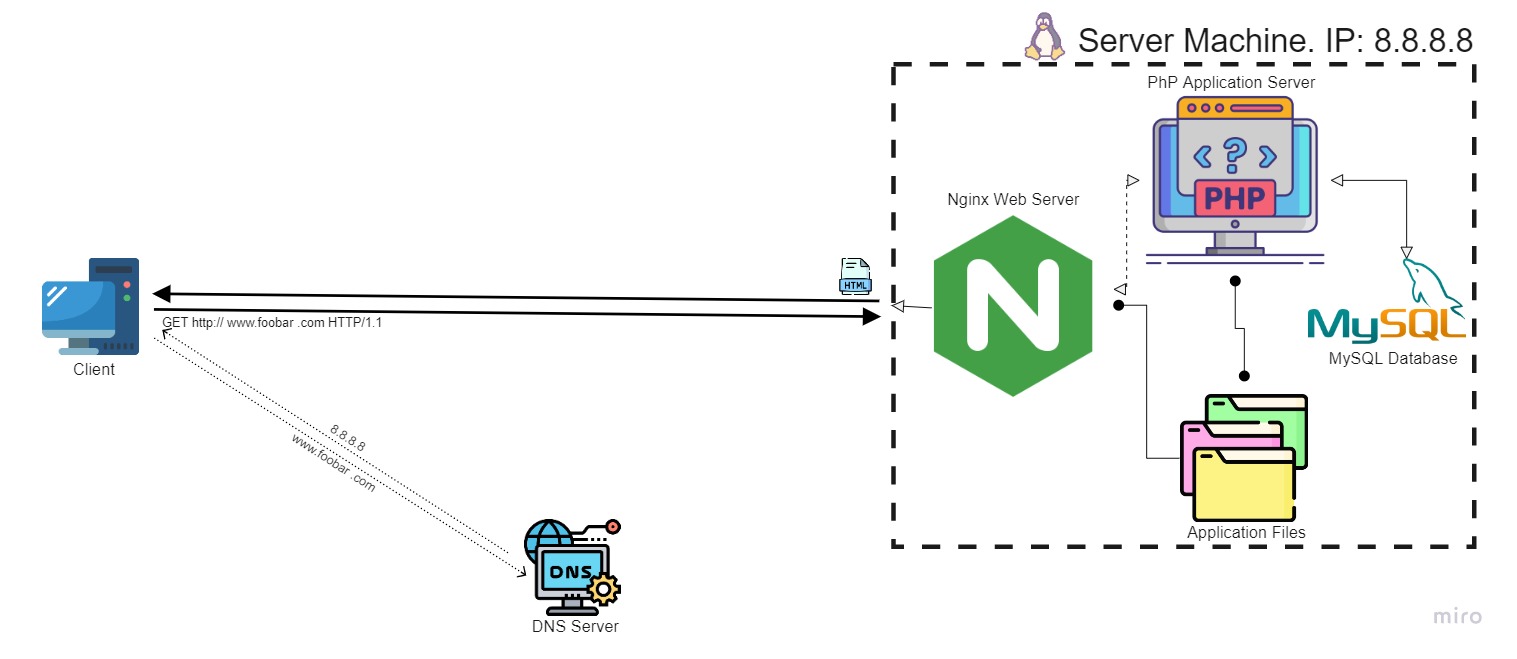 Server Machine. IP: 8.8.8.8
PhP Application Server
<?>
PHP
Nginx Web Server
N
HTML
GET http:// www.foobar .com HTTP/1.1
Client
MySQL
MySQL Database
8.8.8.8
www.foobar .com
DNS
DNS Server
Application Files
miro